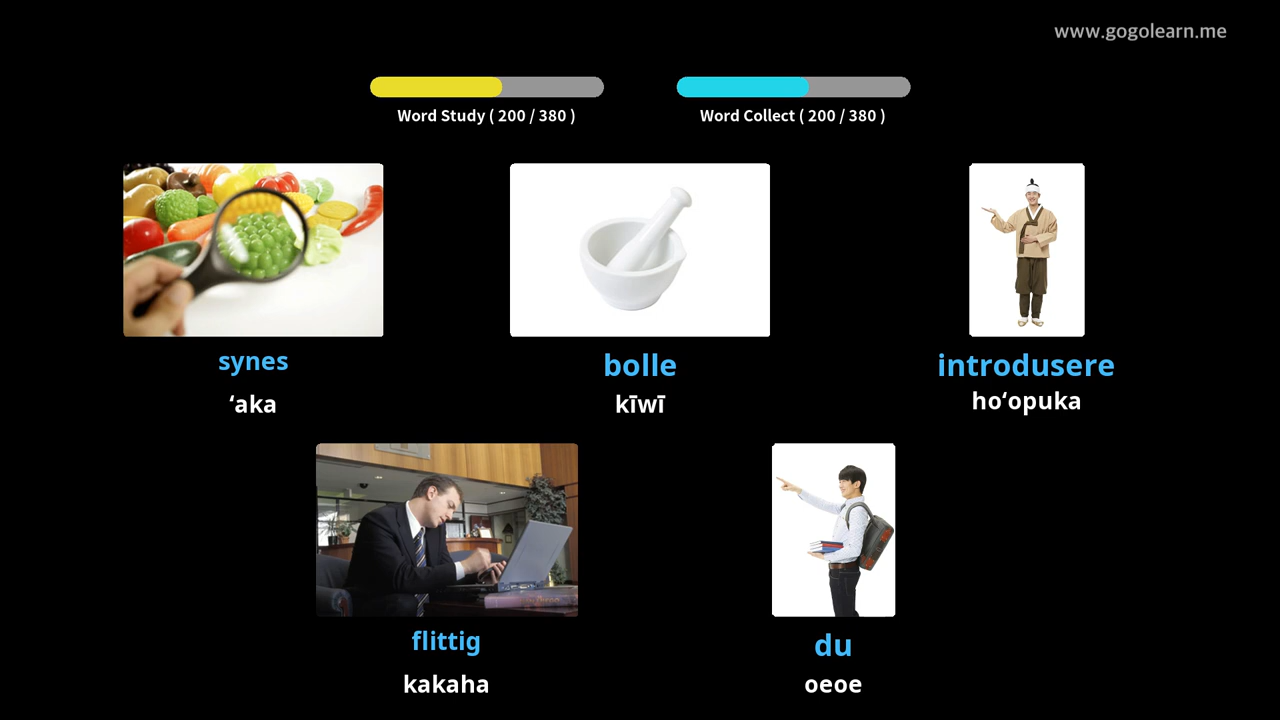 www.gogolearn.me
Word Study ( 200 / 380 )
Word Collect ( 200 / 380 )
synes
ʻaka
bolle
kīwī
introdusere
hoʻopuka
flittig
kakaha
du
oeoe